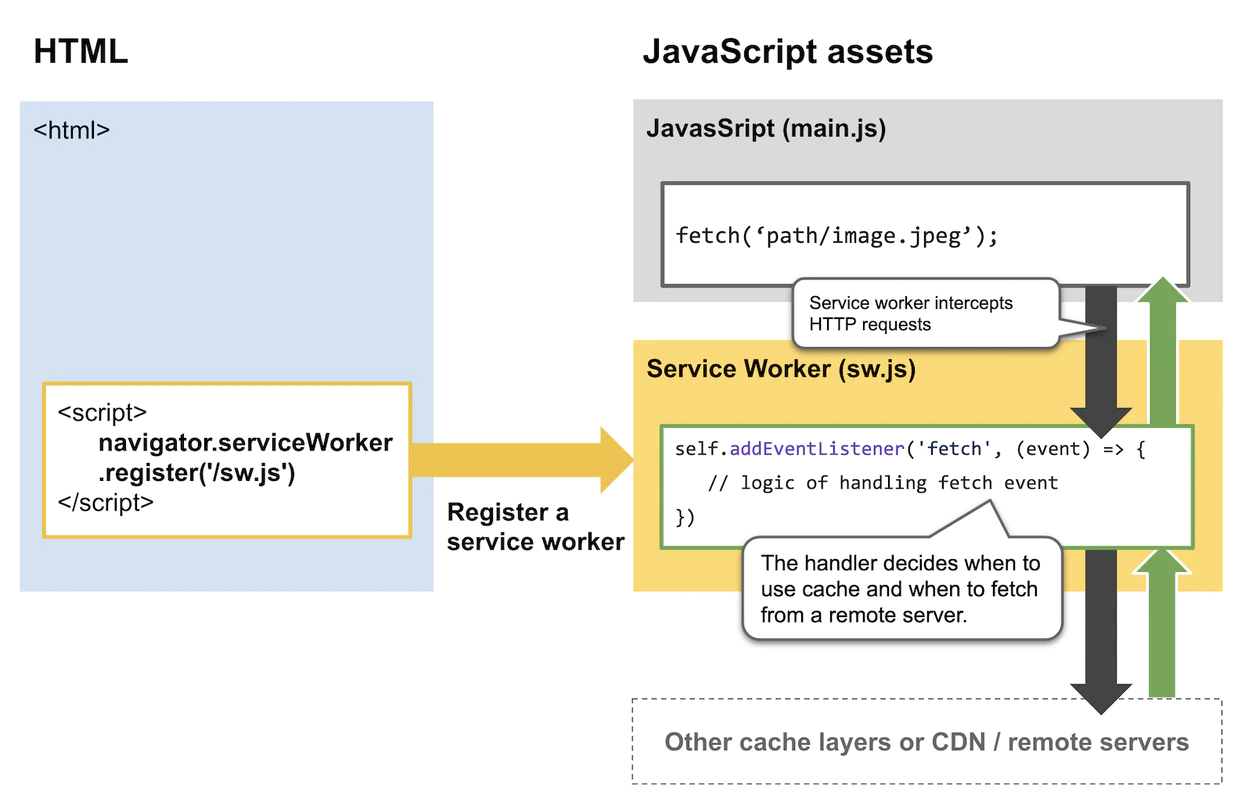 HTML
<html>
<script>
navigator.serviceWorker
.register('/sw.js')
</script>
Register a
service worker
JavaScript assets
JavasSript (main.js)
fetch(‘path/image.jpeg’);
Service worker intercepts
HTTP requests
Service Worker (sw.js)
self.addEventListener('fetch', (event) => {
// logic of handling fetch event
})
The handler decides when to
use cache and when to fetch
from a remote server.
Other cache layers or CDN / remote servers